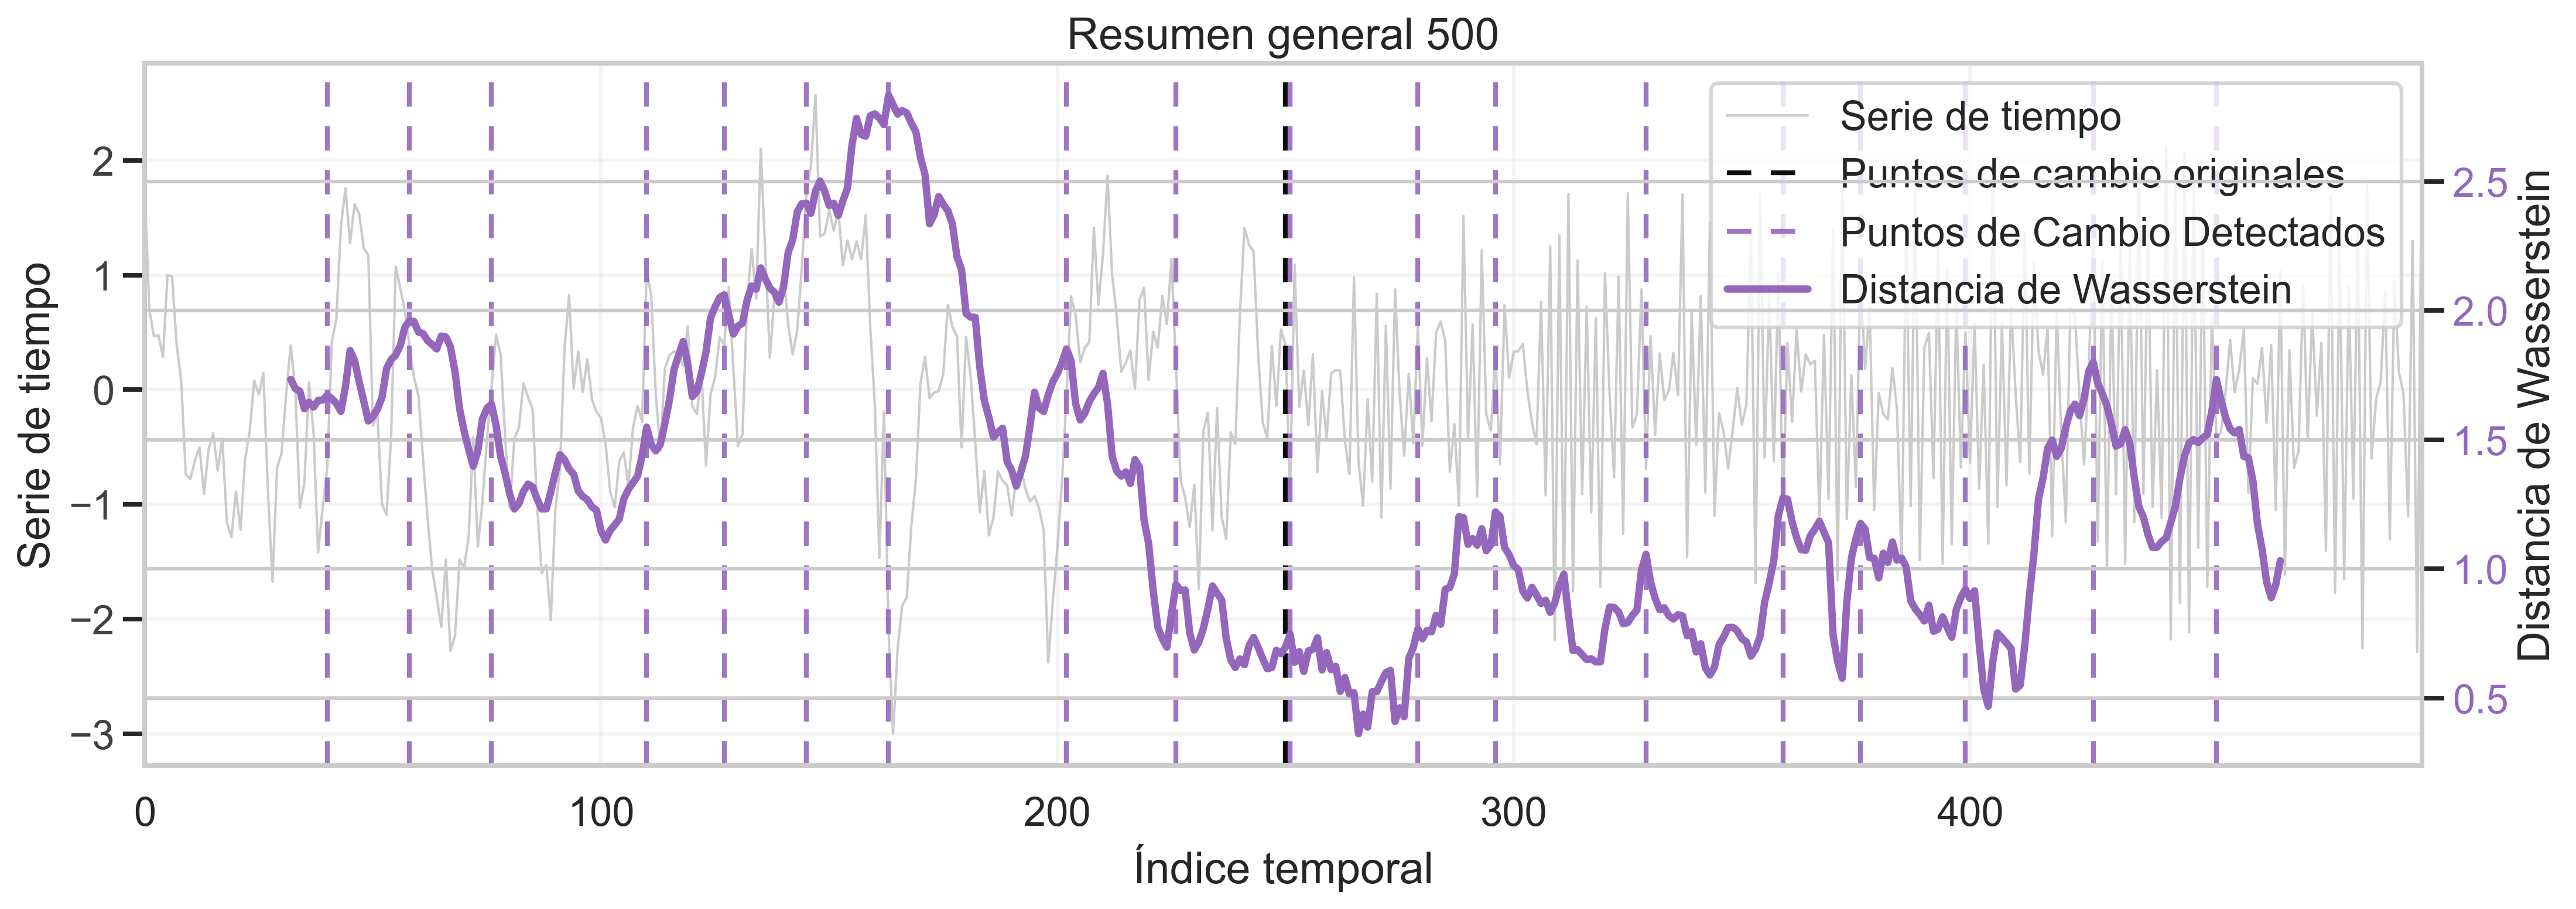 Resumen general 500
Serie de tiempo
2
1
0
−1
−2
−3
Serie de tiempo
Puntos de cambio originales
Puntos de Cambio Detectados
Distancia de Wasserstein
2.5
2.0
1.5
1.0
0.5
Distancia de Wasserstein
0 100 200 300 400
Índice temporal